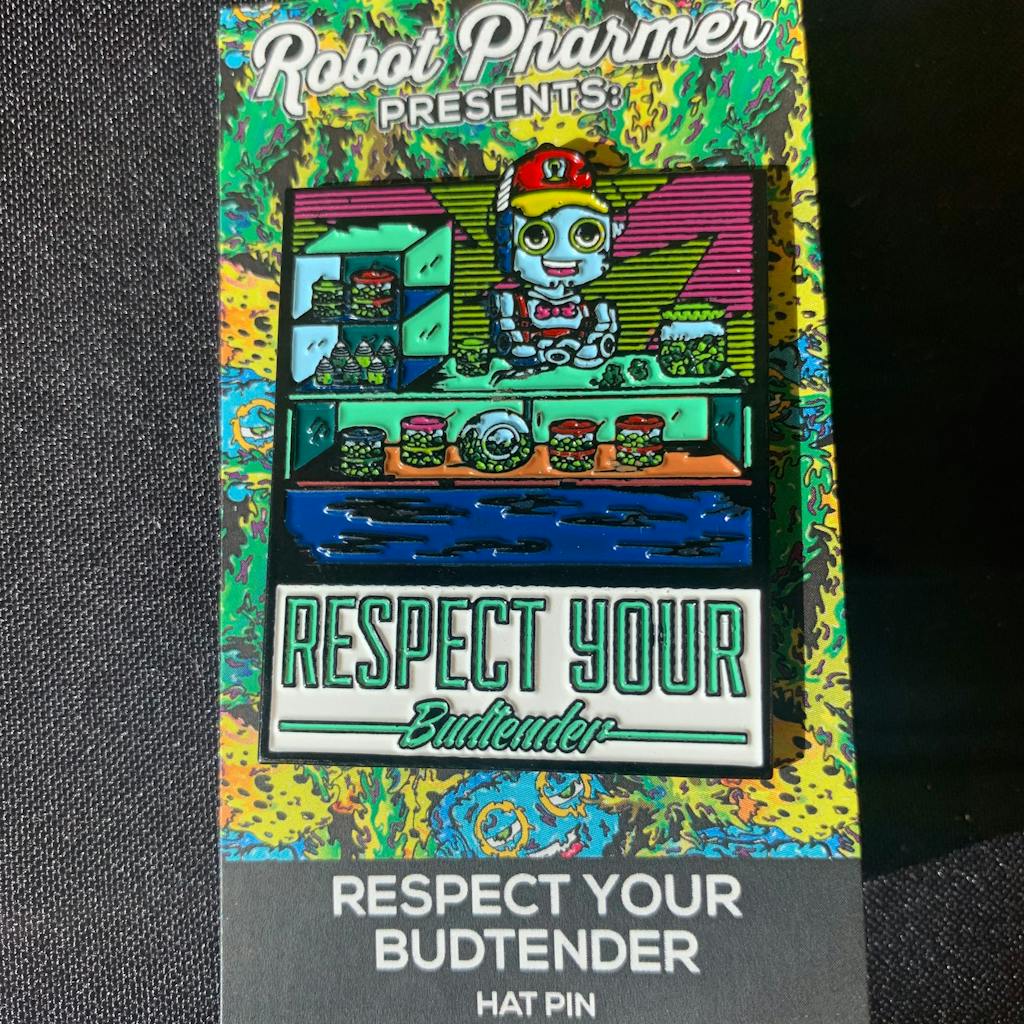 Robot Pharmer
PRESENTS:
RESPECT YOUR
Budtender
RESPECT YOUR
BUDTENDER
HAT PIN